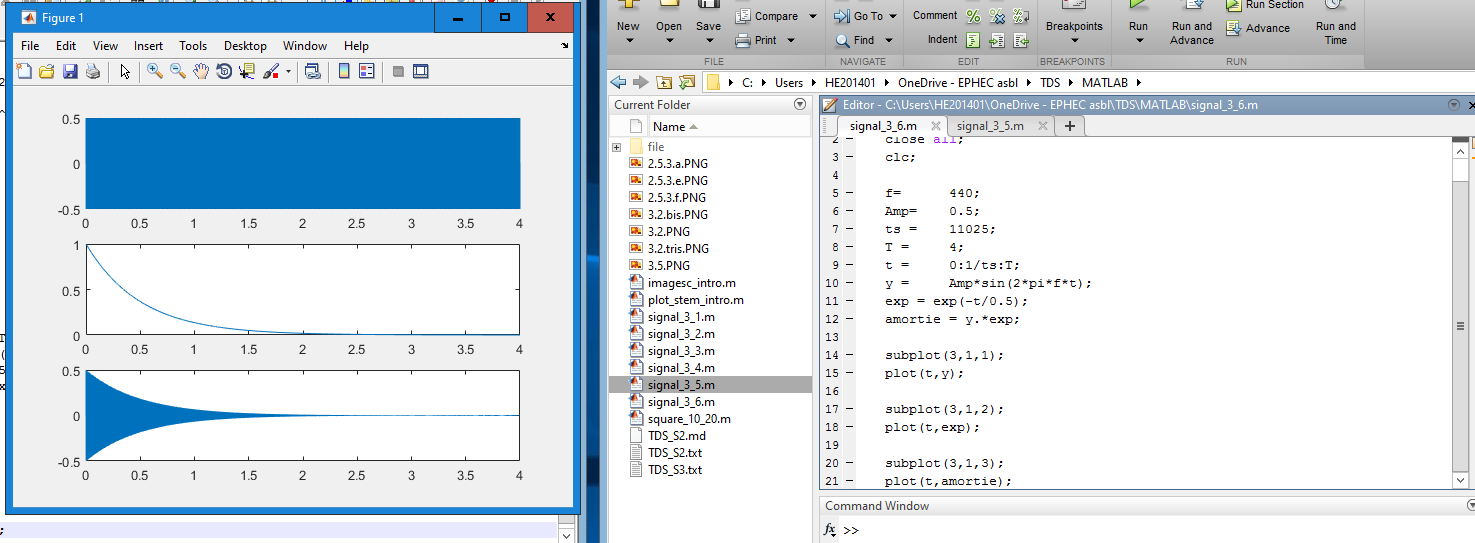 Figure 1
File Edit View Insert Tools Desktop Window Help
0.5
0
-0.5
0 0.5 1 1.5 2 2.5 3 3.5 4
1
0.5
0
0 0.5 1 1.5 2 2.5 3 3.5 4
0.5
0
-0.5
0 0.5 1 1.5 2 2.5 3 3.5 4
New Open Save Compare Print
Go To Find
Comment Indent
Breakpoints
Run Run and Advance Run Section Advance Run and Time
FILE NAVIGATE EDIT BREAKPOINTS RUN
C: Users HE201401 OneDrive - EPHEC asbl TDS MATLAB
Current Folder
Name
file
2.5.3.a.PNG
2.5.3.e.PNG
2.5.3.f.PNG
3.2.bis.PNG
3.2.PNG
3.2.tris.PNG
3.5.PNG
imagesc_intro.m
plot_stem_intro.m
signal_3_1.m
signal_3_2.m
signal_3_3.m
signal_3_4.m
signal_3_5.m
signal_3_6.m
square_10_20.m
TDS_S2.md
TDS_S2.txt
TDS_S3.txt
Editor - C:\Users\HE201401\OneDrive - EPHEC asbl\TDS\MATLAB\signal_3_6.m
signal_3_6.m signal_3_5.m
2 - close all;
3 - clc;
4
5 - f= 440;
6 - Amp= 0.5;
7 - ts = 11025;
8 - T = 4;
9 - t = 0:1/ts:T;
10 - y = Amp*sin(2*pi*f*t);
11 - exp = exp(-t/0.5);
12 - amortie = y.*exp;
13
14 - subplot(3,1,1);
15 - plot(t,y);
16
17 - subplot(3,1,2);
18 - plot(t,exp);
19
20 - subplot(3,1,3);
21 - plot(t,amortie);
Command Window
fx >>